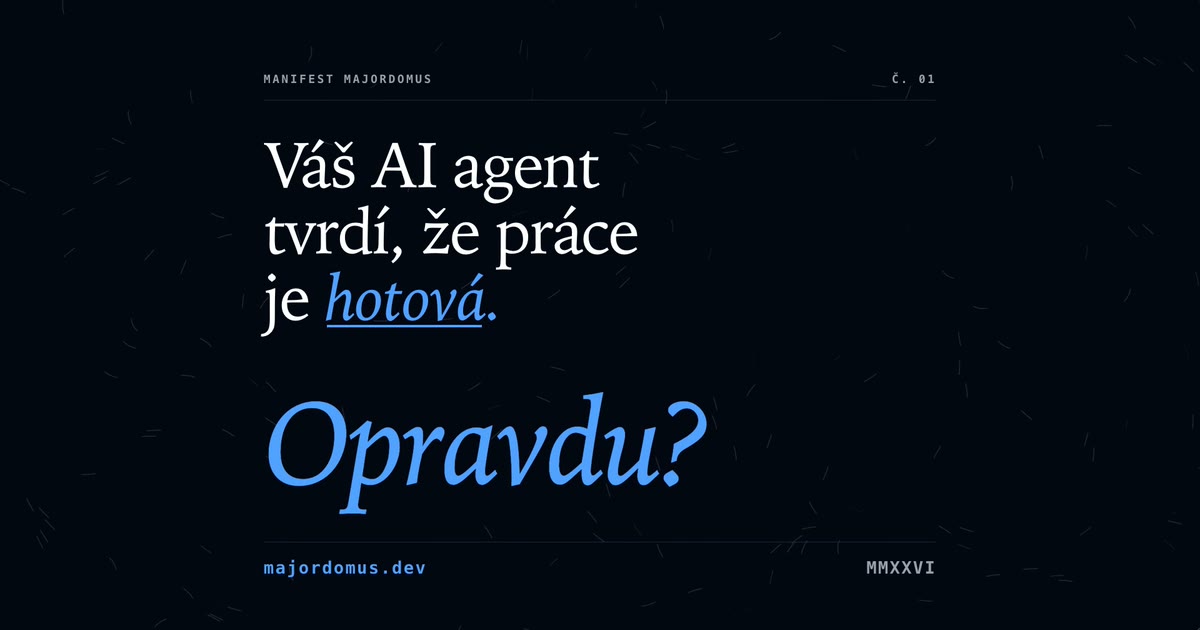 MANIFEST MAJORDOMUS
Č. 01
Váš AI agent
tvrdí, že práce
je hotová.
Opravdu?
majordomus.dev
MMXXVI